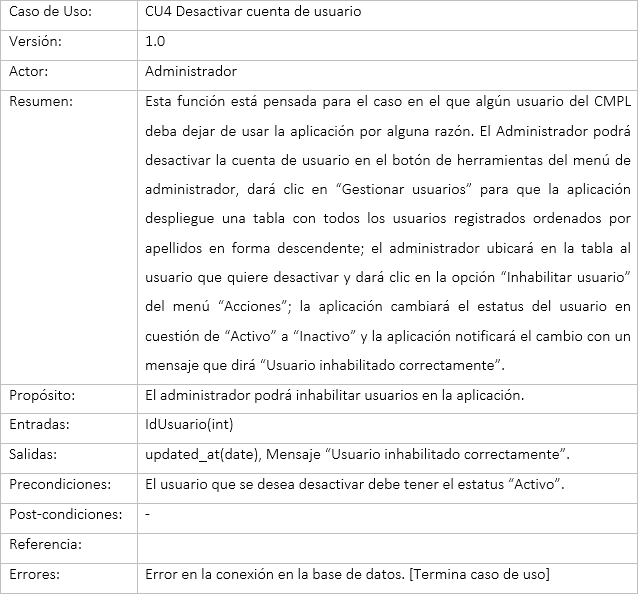 Caso de Uso: CU4 Desactivar cuenta de usuario
Versión: 1.0
Actor: Administrador
Resumen: Esta función está pensada para el caso en el que algún usuario del CMPL
deba dejar de usar la aplicación por alguna razón. El Administrador podrá
desactivar la cuenta de usuario en el botón de herramientas del menú de
administrador, dará clic en “Gestionar usuarios” para que la aplicación
despliegue una tabla con todos los usuarios registrados ordenados por
apellidos en forma descendente; el administrador ubicará en la tabla al
usuario que quiere desactivar y dará clic en la opción “Inhabilitar usuario”
del menú “Acciones”; la aplicación cambiará el estatus del usuario en
cuestión de “Activo” a “Inactivo” y la aplicación notificará el cambio con un
mensaje que dirá “Usuario inhabilitado correctamente”.
Propósito: El administrador podrá inhabilitar usuarios en la aplicación.
Entradas: IdUsuario(int)
Salidas: updated_at(date), Mensaje “Usuario inhabilitado correctamente”.
Precondiciones: El usuario que se desea desactivar debe tener el estatus “Activo”.
Post-condiciones: -
Referencia:
Errores: Error en la conexión en la base de datos. [Termina caso de uso]